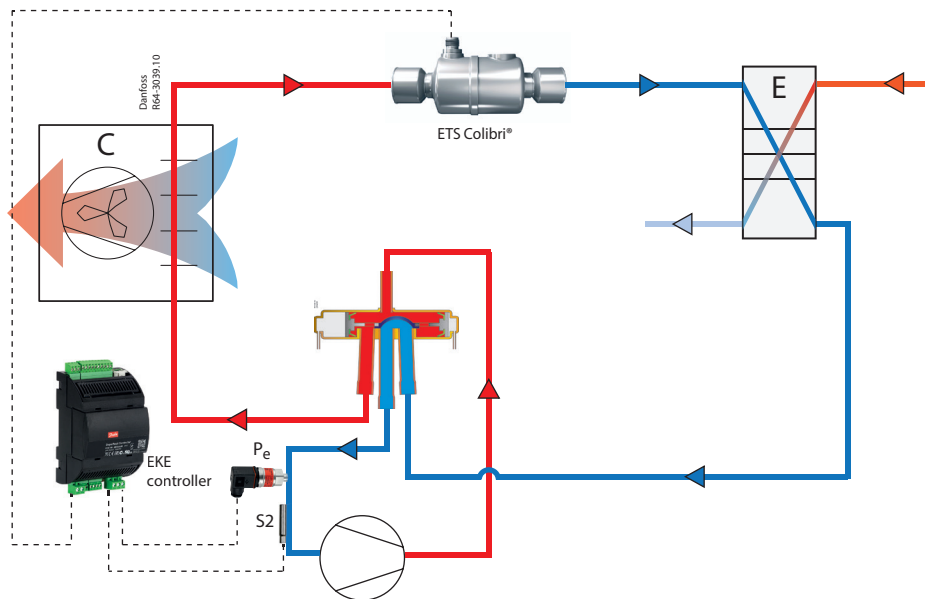 Danfoss
R64-3039.10
ETS Colibri®
C
E
EKE
controller
Pe
S2